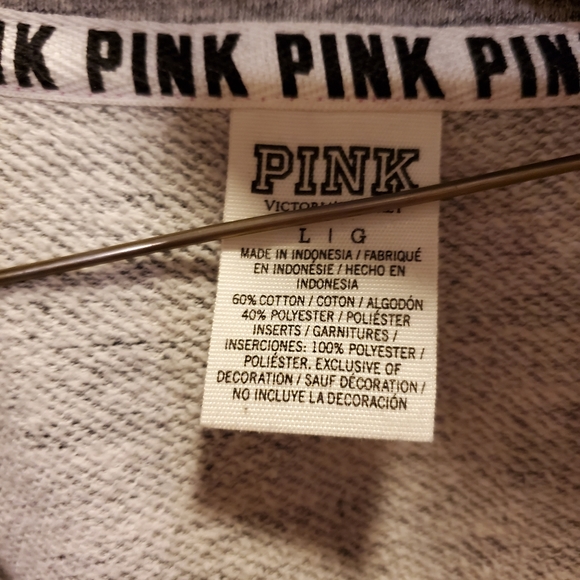 PINK PINK PINK
PINK
L | G
MADE IN INDONESIA / FABRIQUÉ
EN INDONÉSIE / HECHO EN
INDONESIA
60% COTTON / COTON / ALGODÓN
40% POLYESTER / POLIÉSTER
INSERTS / GARNITURES /
INSERCIONES: 100% POLYESTER /
POLIÉSTER. EXCLUSIVE OF
DECORATION / SAUF DÉCORATION /
NO INCLUYE LA DECORACIÓN